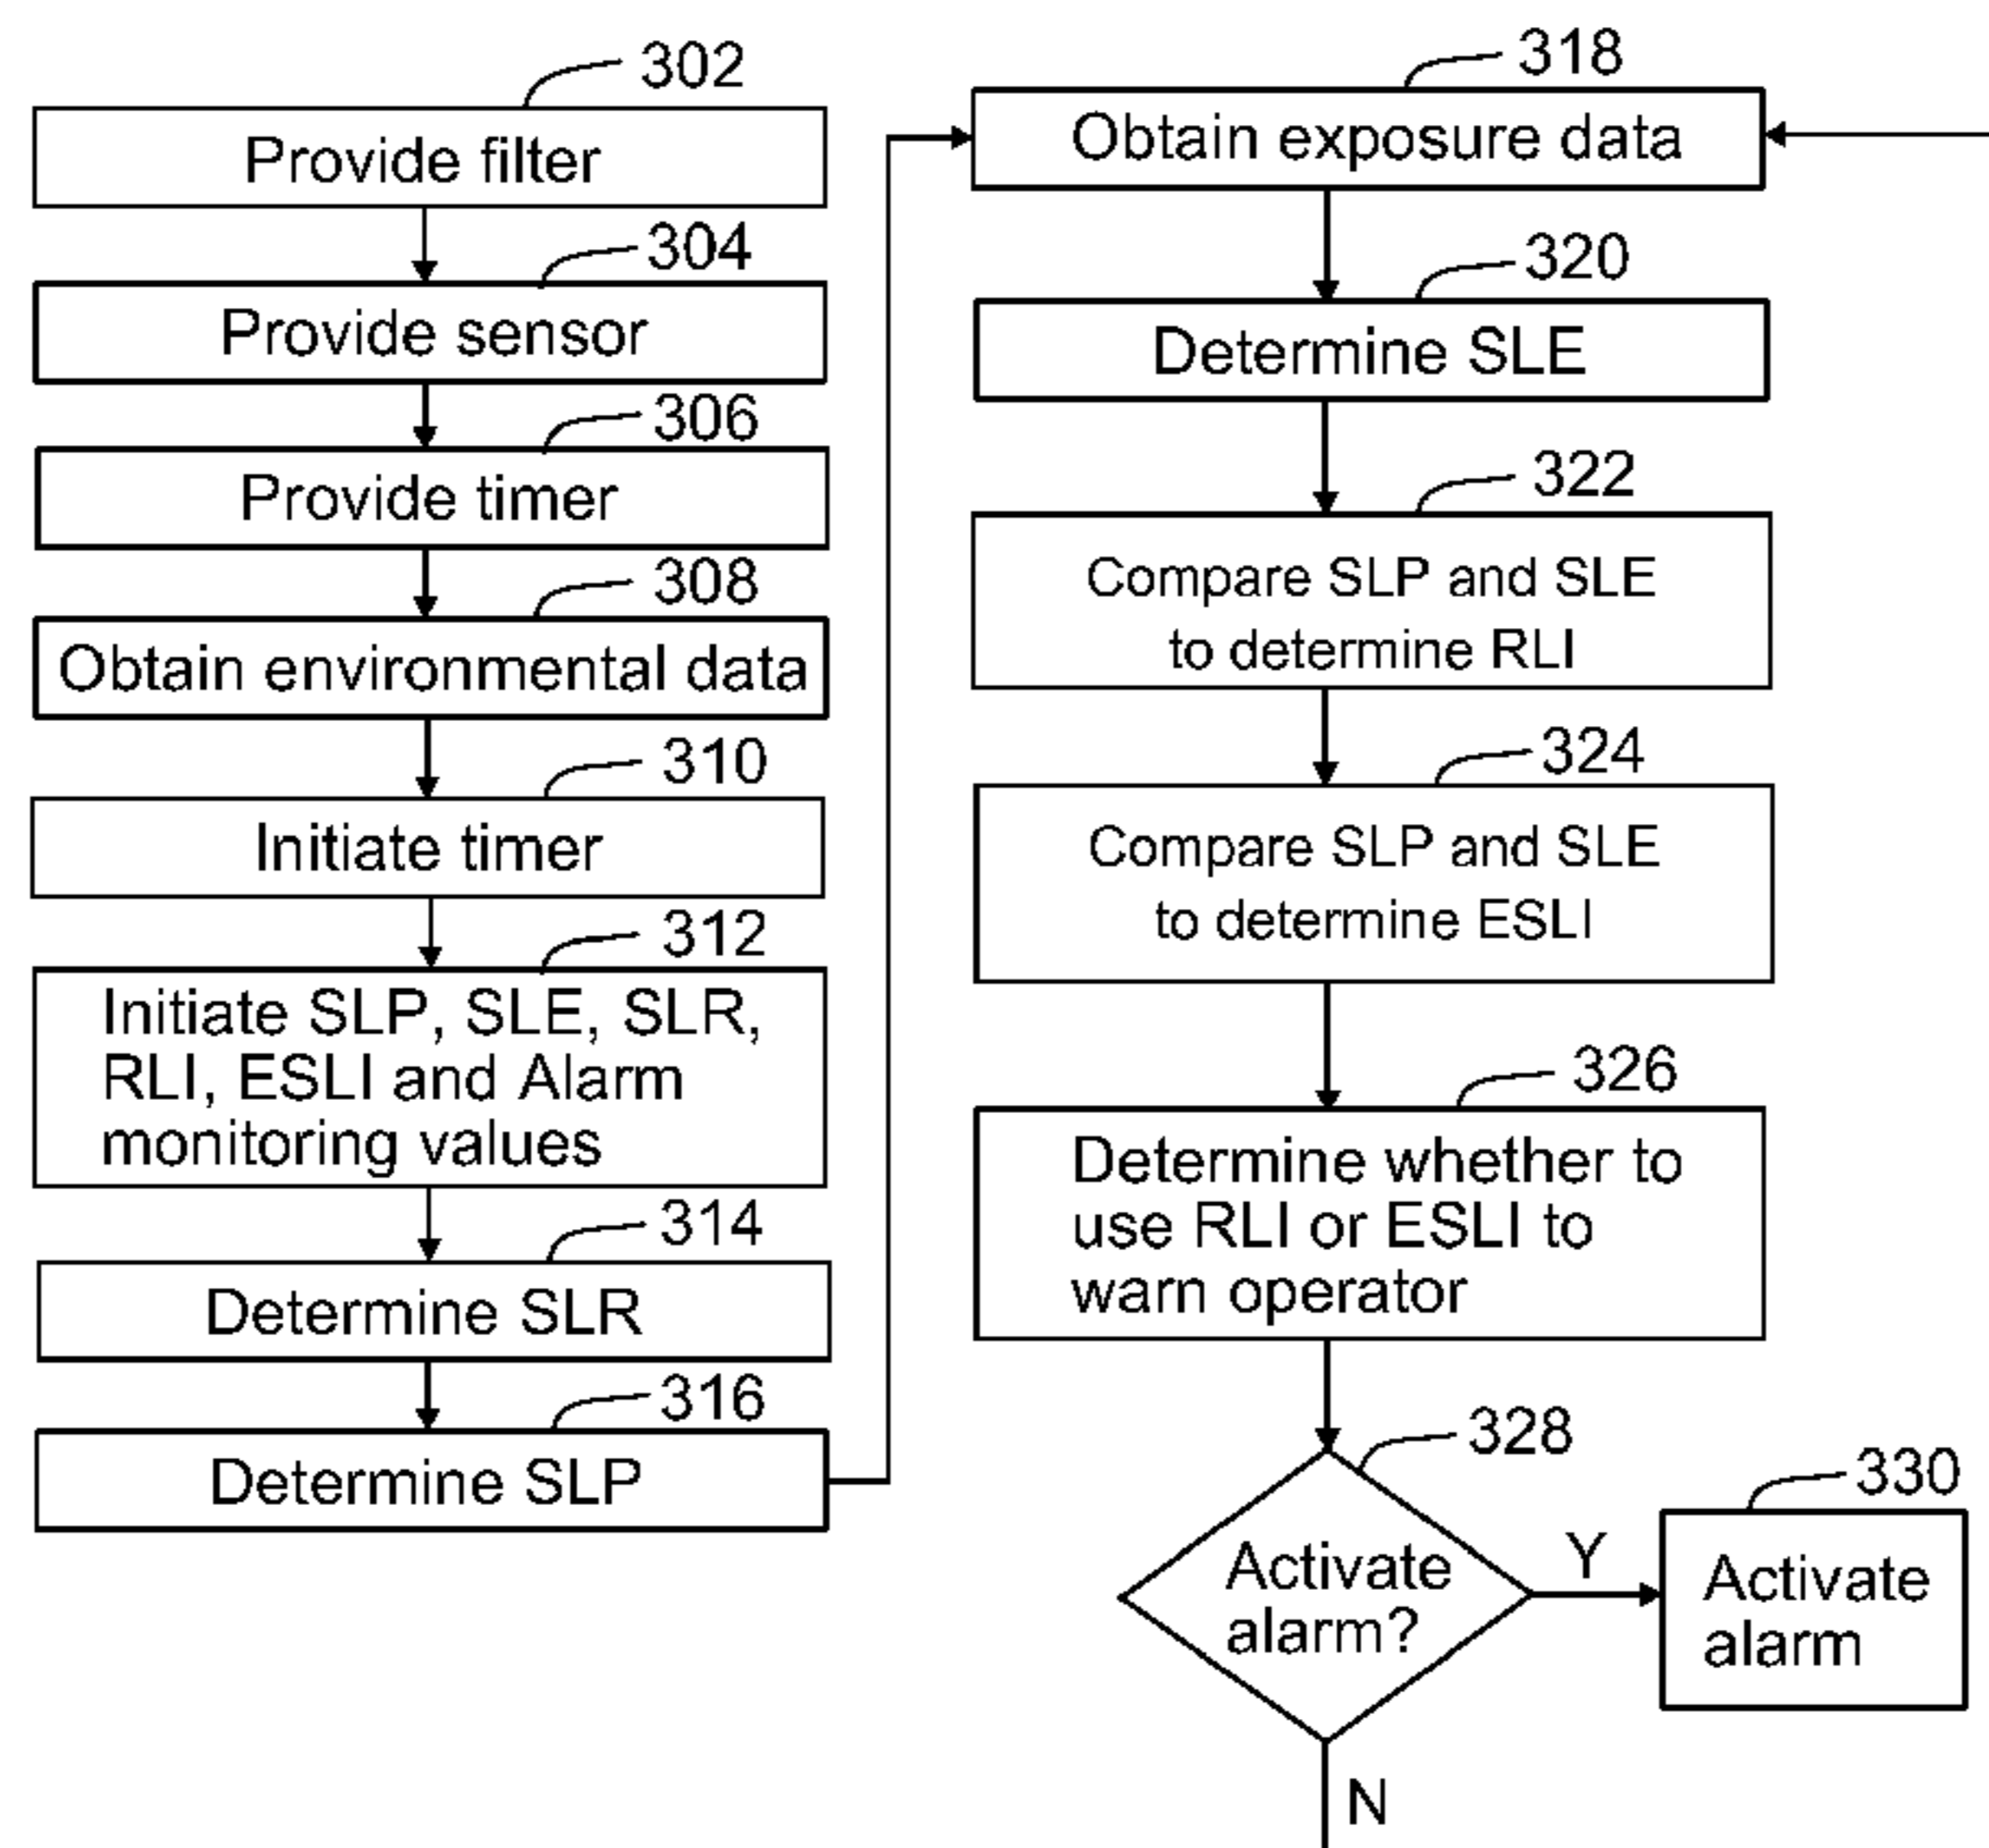 302
Provide filter
304
Provide sensor
306
Provide timer
308
Obtain environmental data
310
Initiate timer
312
Initiate SLP, SLE, SLR,
RLI, ESLI and Alarm
monitoring values
314
Determine SLR
316
Determine SLP
318
Obtain exposure data
320
Determine SLE
322
Compare SLP and SLE
to determine RLI
324
Compare SLP and SLE
to determine ESLI
326
Determine whether to
use RLI or ESLI to
warn operator
328
Activate
alarm?
Y
330
Activate
alarm
N